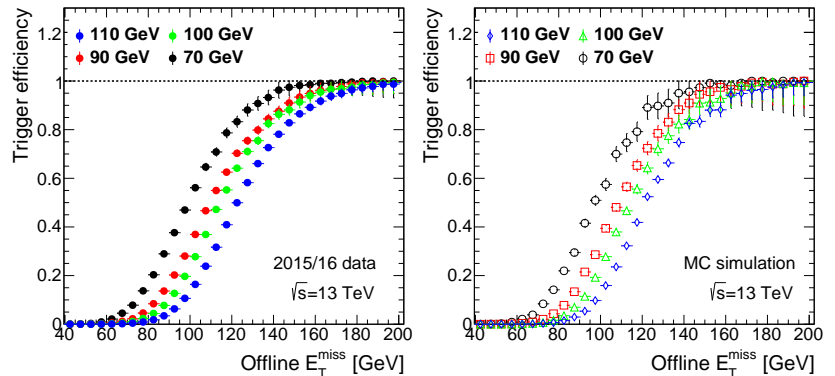 Trigger efficiency
110 GeV 100 GeV
90 GeV 70 GeV
1.2
1
0.8
0.6
0.4
0.2
0
2015/16 data
√s=13 TeV
40 60 80 100 120 140 160 180 200
Offline E_T^miss [GeV]
Trigger efficiency
110 GeV 100 GeV
90 GeV 70 GeV
1.2
1
0.8
0.6
0.4
0.2
0
MC simulation
√s=13 TeV
40 60 80 100 120 140 160 180 200
Offline E_T^miss [GeV]